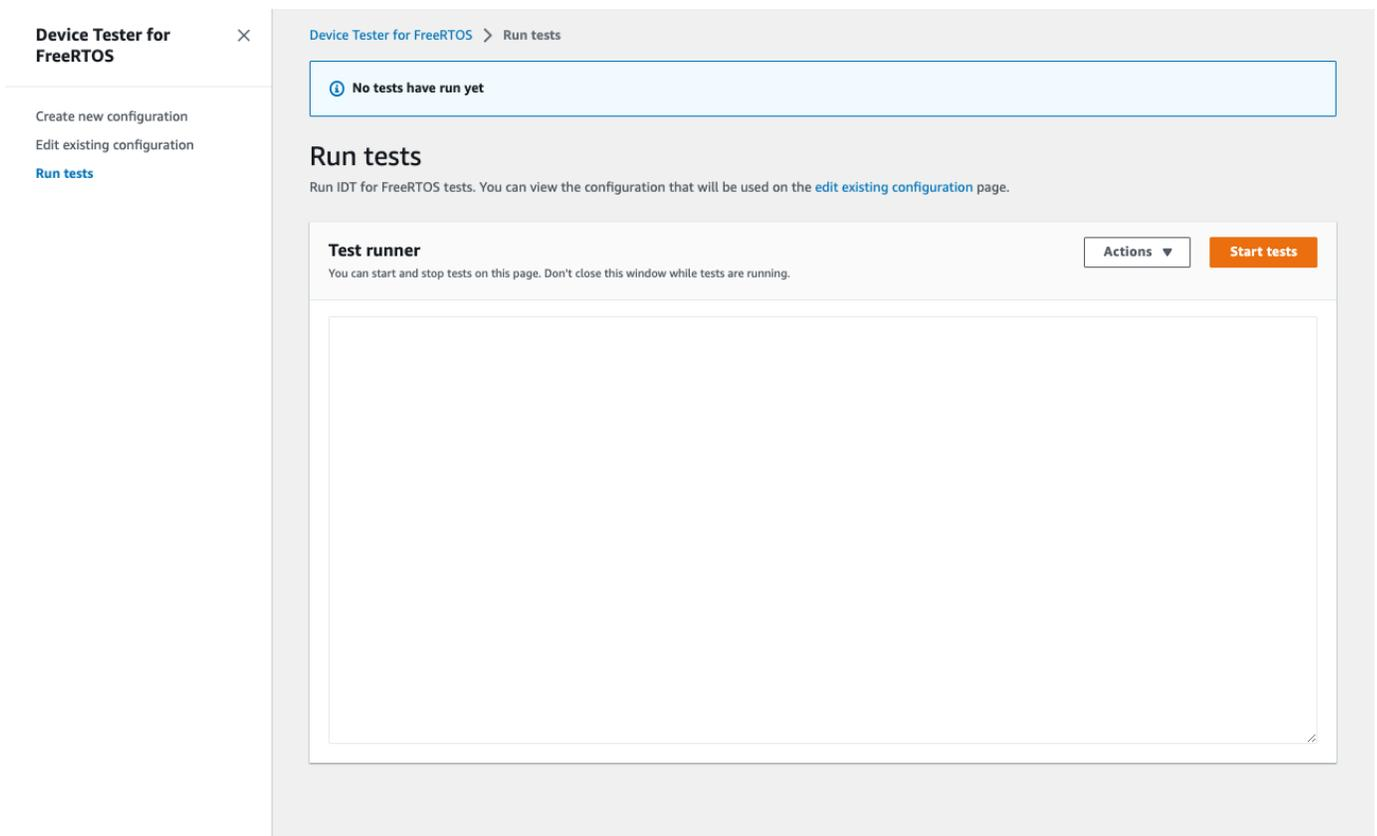 Device Tester for
FreeRTOS
Create new configuration
Edit existing configuration
Run tests
Device Tester for FreeRTOS > Run tests
No tests have run yet
Run tests
Run IDT for FreeRTOS tests. You can view the configuration that will be used on the edit existing configuration page.
Test runner
You can start and stop tests on this page. Don't close this window while tests are running.
Actions
Start tests